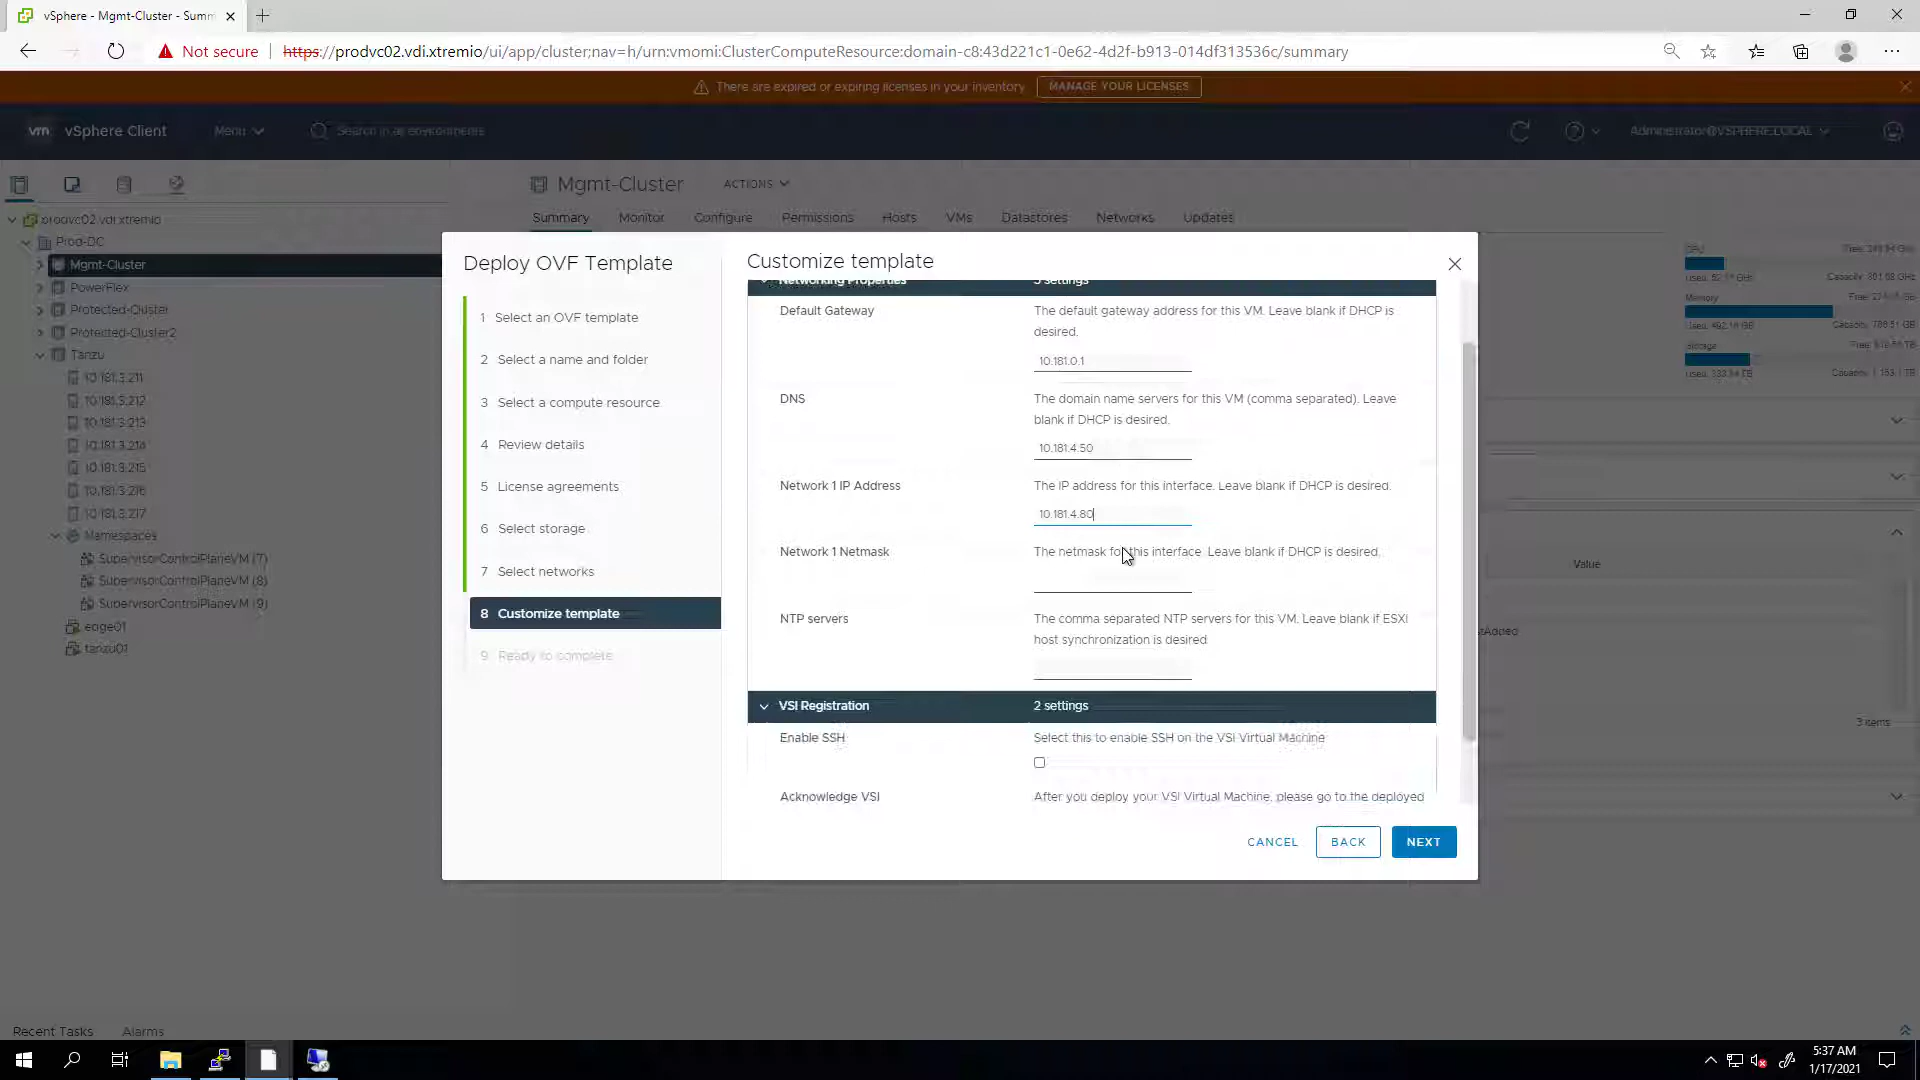 vSphere - Mgmt-Cluster - Summ
Not secure
https://prodvc02.vdi.xtremio/ui/app/cluster;nav=h/urn:vmomi:ClusterComputeResource:domain-c8:43d221c1-0e62-4d2f-b913-014df313536c/summary
There are expired or expiring licenses in your inventory
MANAGE YOUR LICENSES
vm vSphere Client
Menu
Search in all environments
Administrator@VSPHERE.LOCAL
Mgmt-Cluster
ACTIONS
Summary Monitor Configure Permissions Hosts VMs Datastores Networks Updates
prodvc02.vdi.xtremio
Prod-DC
Mgmt-Cluster
PowerFlex
Protected-Cluster
Protected-Cluster2
Tanzu
10.181.3.211
10.181.3.212
10.181.3.213
10.181.3.214
10.181.3.215
10.181.3.216
10.181.3.217
Namespaces
SupervisorControlPlaneVM (7)
SupervisorControlPlaneVM (8)
SupervisorControlPlaneVM (9)
edge01
tanzu01
Deploy OVF Template
1 Select an OVF template
2 Select a name and folder
3 Select a compute resource
4 Review details
5 License agreements
6 Select storage
7 Select networks
8 Customize template
9 Ready to complete
Customize template
Networking Properties 5 settings
Default Gateway
The default gateway address for this VM. Leave blank if DHCP is
desired.
10.181.0.1
DNS
The domain name servers for this VM (comma separated). Leave
blank if DHCP is desired.
10.181.4.50
Network 1 IP Address
The IP address for this interface. Leave blank if DHCP is desired.
10.181.4.80
Network 1 Netmask
The netmask for this interface. Leave blank if DHCP is desired.
NTP servers
The comma separated NTP servers for this VM. Leave blank if ESXi
host synchronization is desired
VSI Registration 2 settings
Enable SSH
Select this to enable SSH on the VSI Virtual Machine
Acknowledge VSI
After you deploy your VSI Virtual Machine, please go to the deployed
CANCEL BACK NEXT
CPU
Memory
Storage
Value
3 items
Recent Tasks Alarms
5:37 AM
1/17/2021